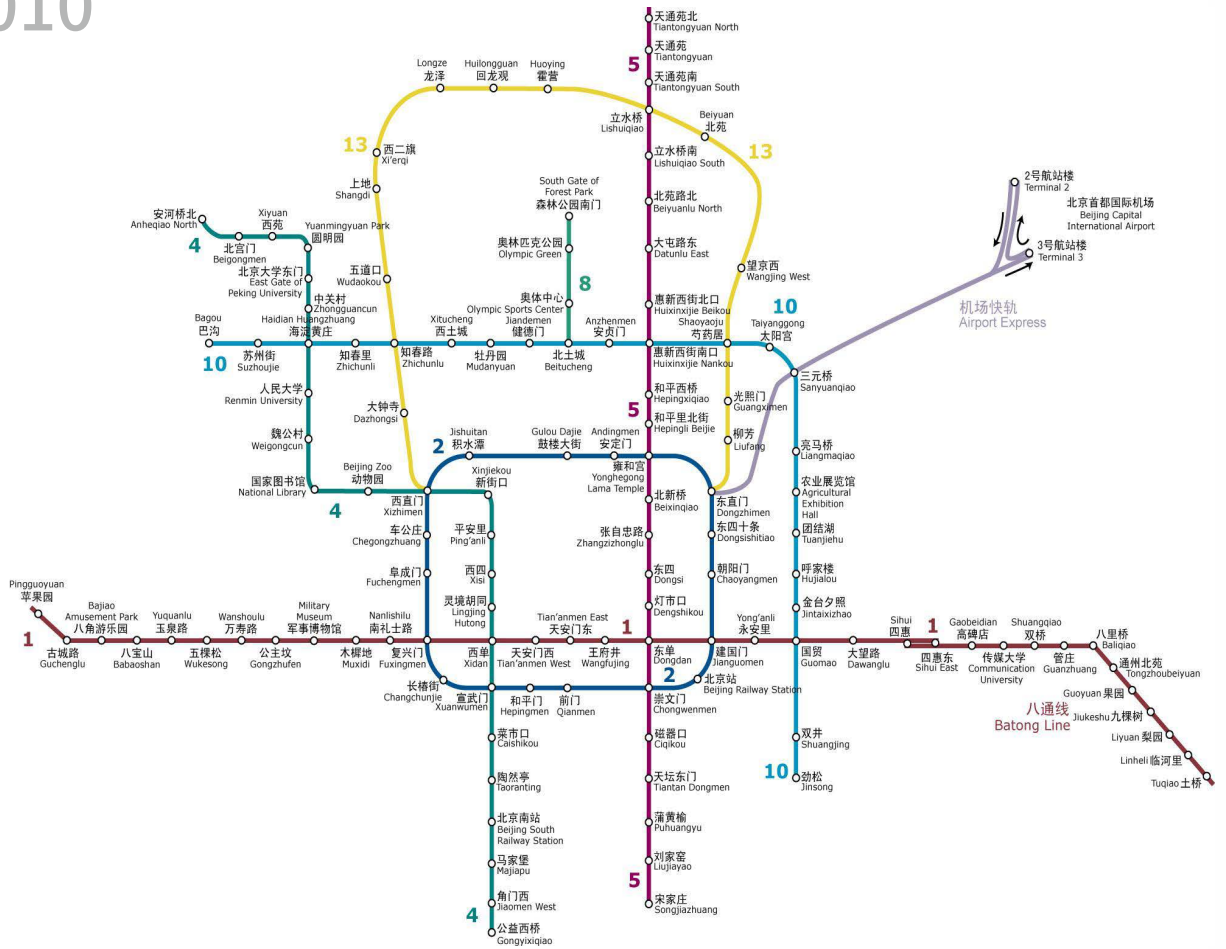 010
天通苑北
Tiantongyuan North
天通苑
Tiantongyuan
5
天通苑南
Tiantongyuan South
Longze
龙泽
Huilongguan
回龙观
Huoying
霍营
立水桥
Lishuiqiao
Beiyuan
北苑
13
西二旗
Xi'erqi
13
立水桥南
Lishuiqiao South
上地
Shangdi
South Gate of
Forest Park
森林公园南门
北苑路北
Beiyuanlu North
2号航站楼
Terminal 2
北京首都国际机场
Beijing Capital
International Airport
3号航站楼
Terminal 3
安河桥北
Anheqiao North
Xiyuan
西苑
Yuanmingyuan Park
圆明园
4
北宫门
Beigongmen
奥林匹克公园
Olympic Green
大屯路东
Datunlu East
北京大学东门
East Gate of
Peking University
五道口
Wudaokou
望京西
Wangjing West
8
中关村
Zhongguancun
奥体中心
Olympic Sports Center
惠新西街北口
Huixinxijie Beikou
10
机场快轨
Airport Express
Bagou
巴沟
Haidian Huangzhuang
海淀黄庄
Xitucheng
西土城
Jiandemen
健德门
Anzhenmen
安贞门
Shaoyaoju
芍药居
Taiyanggong
太阳宫
10
苏州街
Suzhoujie
知春里
Zhichunli
知春路
Zhichunlu
牡丹园
Mudanyuan
北土城
Beitucheng
惠新西街南口
Huixinxijie Nankou
三元桥
Sanyuanqiao
人民大学
Renmin University
大钟寺
Dazhongsi
和平西桥
Hepingxiqiao
光熙门
Guangximen
5
和平里北街
Hepingli Beijie
魏公村
Weigongcun
2
Jishuitan
积水潭
Gulou Dajie
鼓楼大街
Andingmen
安定门
柳芳
Liufang
亮马桥
Liangmaqiao
雍和宫
Yonghegong
Lama Temple
国家图书馆
National Library
Beijing Zoo
动物园
Xinjiekou
新街口
4
西直门
Xizhimen
北新桥
Beixinqiao
东直门
Dongzhimen
农业展览馆
Agricultural
Exhibition
Hall
车公庄
Chegongzhuang
平安里
Ping'anli
张自忠路
Zhangzizhonglu
东四十条
Dongsishitiao
团结湖
Tuanjiehu
阜成门
Fuchengmen
西四
Xisi
东四
Dongsi
朝阳门
Chaoyangmen
呼家楼
Hujialou
灵境胡同
Lingjing
Hutong
灯市口
Dengshikou
金台夕照
Jintaixizhao
Pingguoyuan
苹果园
1
古城路
Guchenglu
Bajiao
Amusement Park
八角游乐园
八宝山
Babaoshan
Yuquanlu
玉泉路
五棵松
Wukesong
Wanshoulu
万寿路
公主坟
Gongzhufen
Military
Museum
军事博物馆
木樨地
Muxidi
Nanlishilu
南礼士路
复兴门
Fuxingmen
西单
Xidan
天安门西
Tian'anmen West
Tian'anmen East
天安门东
王府井
Wangfujing
1
东单
Dongdan
建国门
Jianguomen
Yong'anli
永安里
国贸
Guomao
大望路
Dawanglu
Sihui
四惠
1
四惠东
Sihui East
Gaobeidian
高碑店
传媒大学
Communication
University
Shuangqiao
双桥
管庄
Guanzhuang
八里桥
Baliqiao
通州北苑
Tongzhoubeiyuan
Guoyuan 果园
Jiukeshu 九棵树
Liyuan 梨园
Linheli 临河里
Tuqiao 土桥
八通线
Batong Line
2
长椿街
Changchunjie
宣武门
Xuanwumen
和平门
Hepingmen
前门
Qianmen
崇文门
Chongwenmen
北京站
Beijing Railway Station
菜市口
Caishikou
磁器口
Ciqikou
双井
Shuangjing
陶然亭
Taoranting
天坛东门
Tiantan Dongmen
10
劲松
Jinsong
北京南站
Beijing South
Railway Station
蒲黄榆
Puhuangyu
马家堡
Majiapu
刘家窑
Liujiayao
5
角门西
Jiaomen West
宋家庄
Songjiazhuang
4
公益西桥
Gongyixiqiao